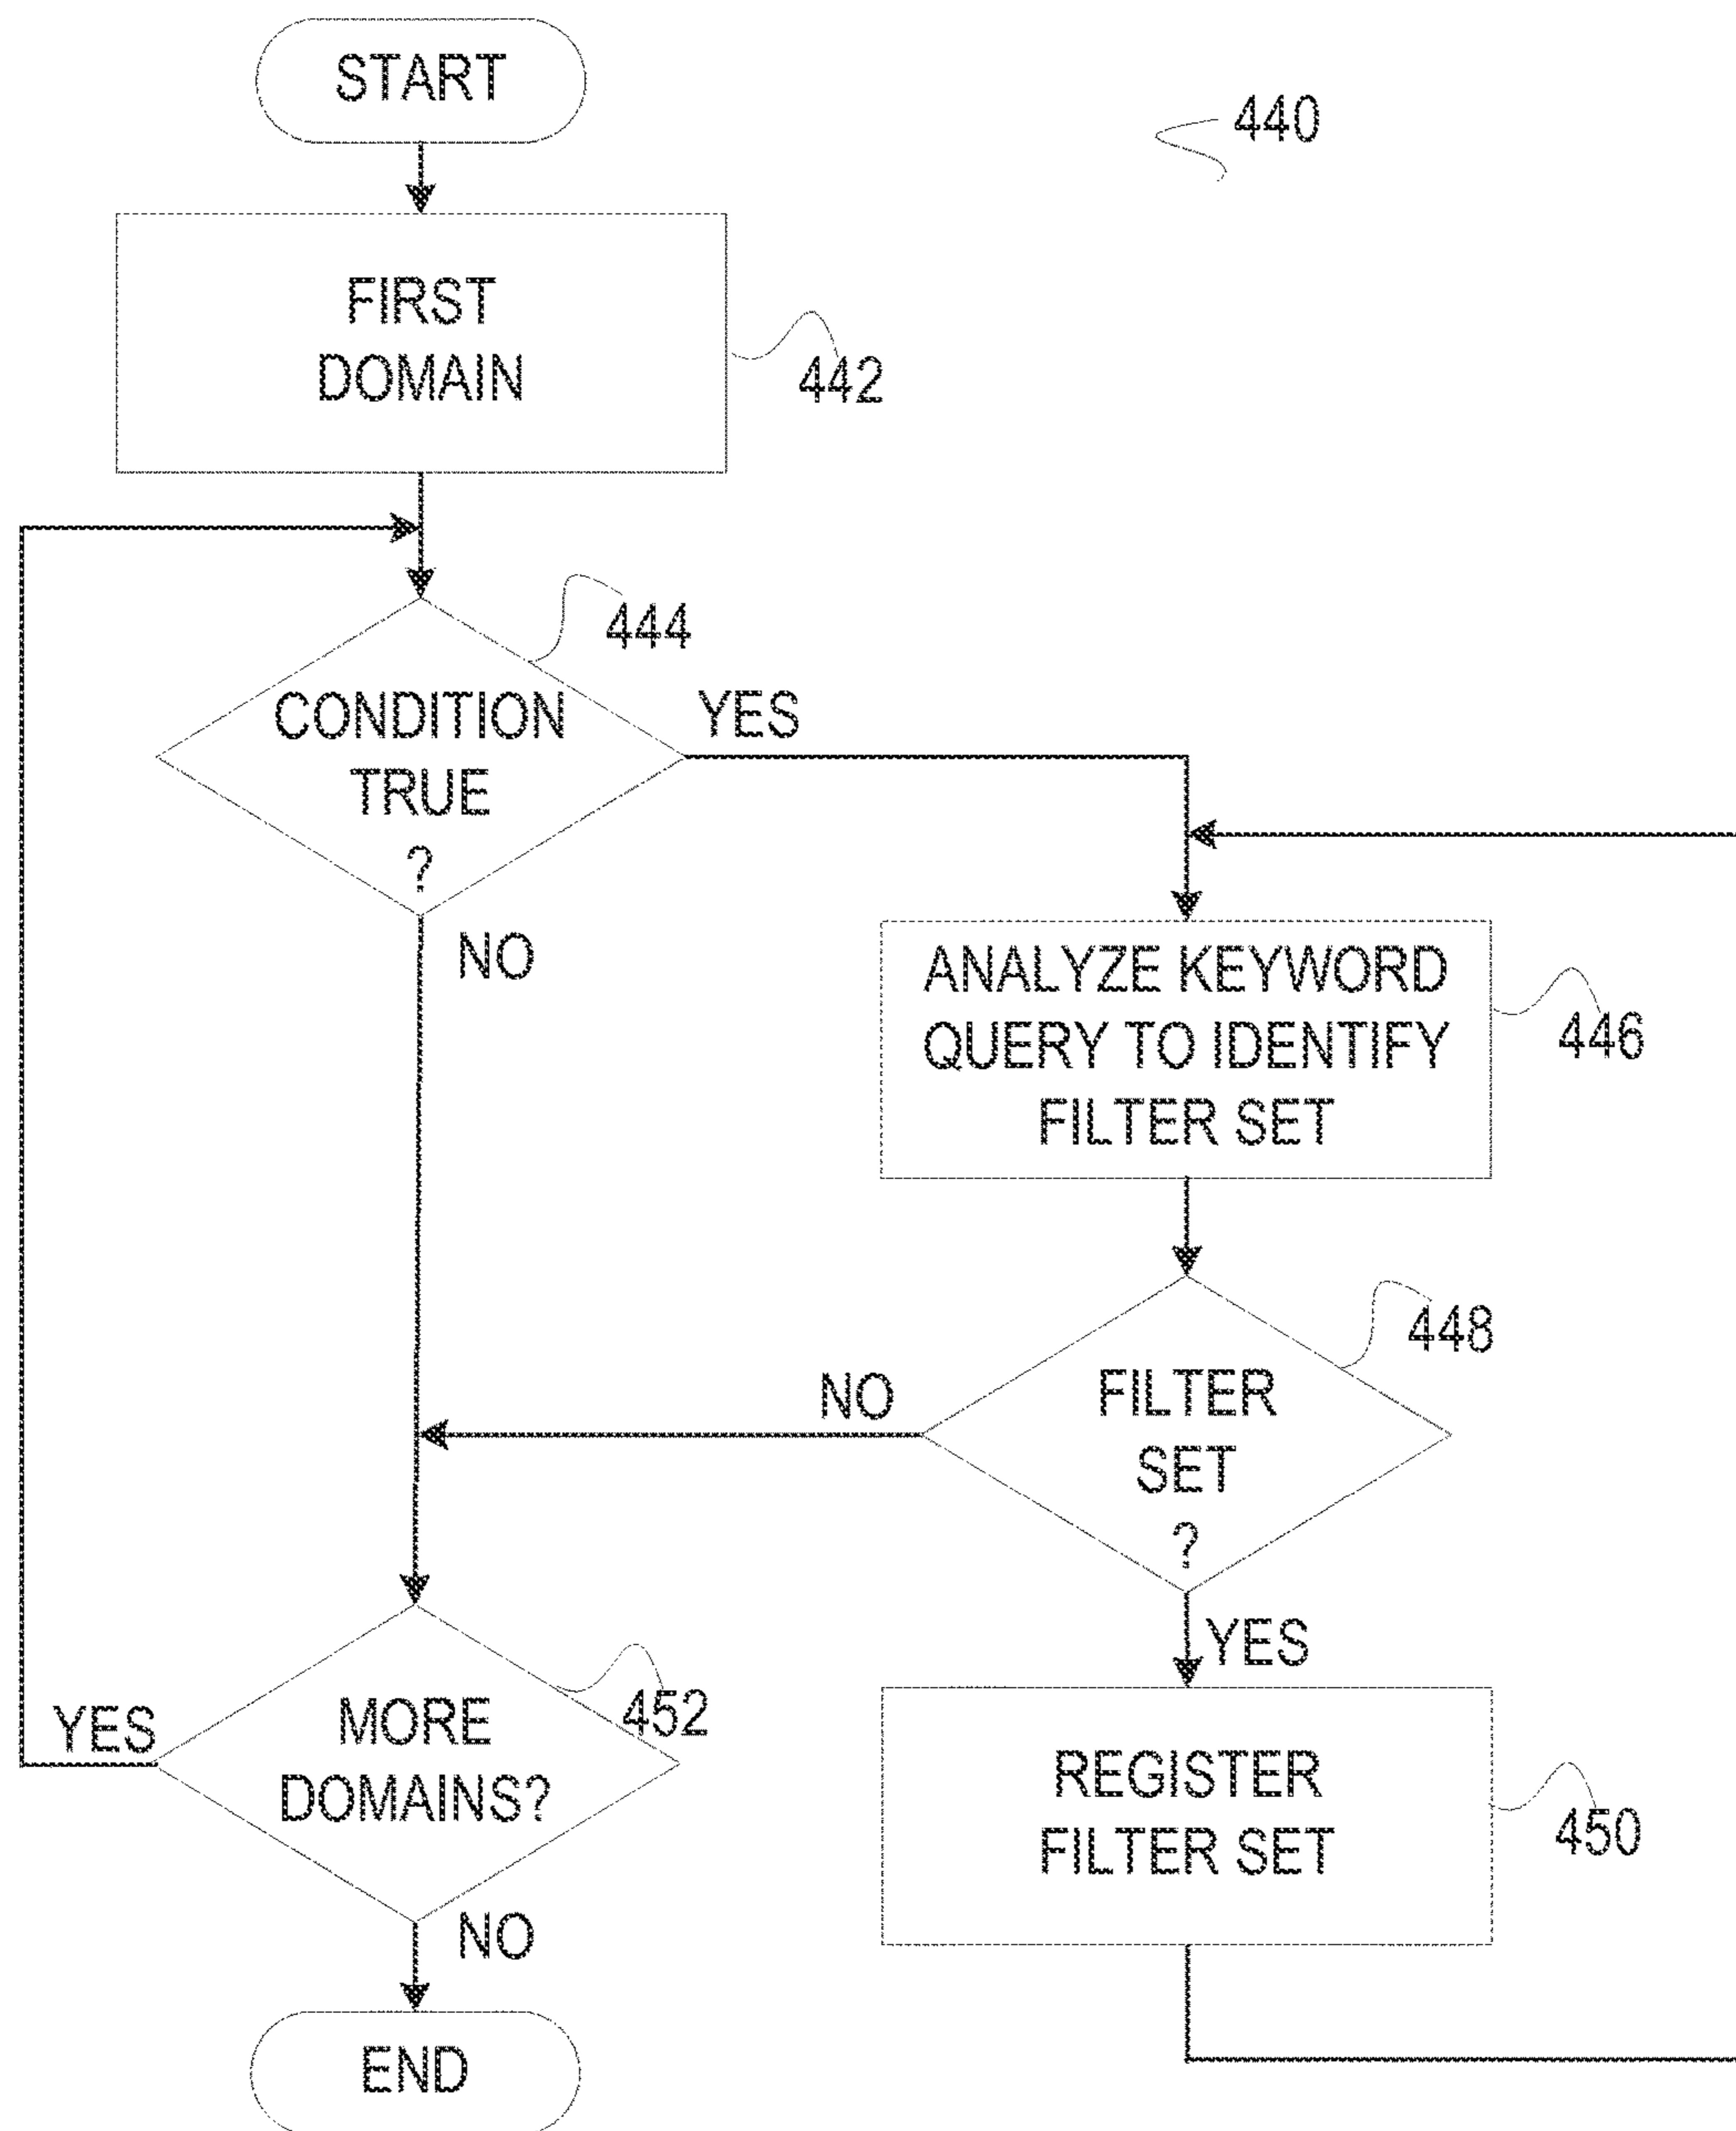 START
440
FIRST
DOMAIN
442
444
CONDITION
TRUE
?
YES
NO
ANALYZE KEYWORD
QUERY TO IDENTIFY
FILTER SET
446
448
FILTER
SET
?
NO
YES
452
MORE
DOMAINS?
YES
NO
REGISTER
FILTER SET
450
END